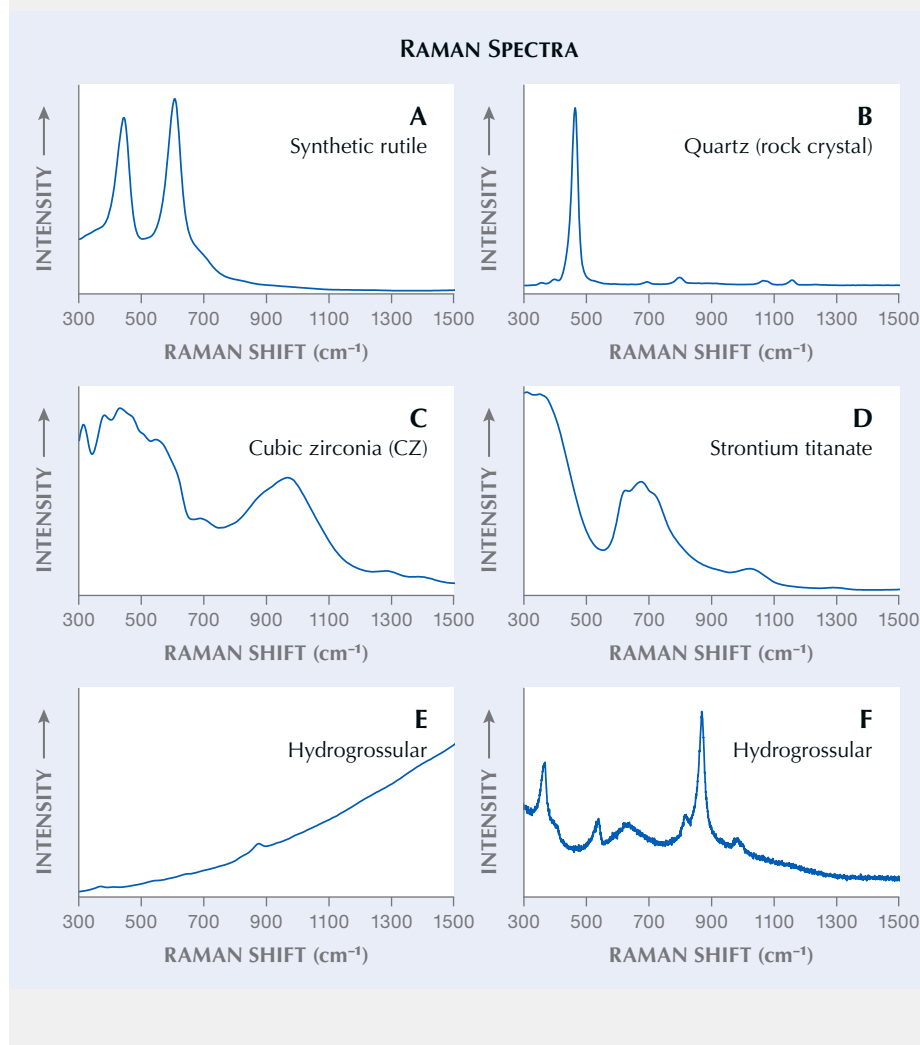 RAMAN SPECTRA
A
Synthetic rutile
INTENSITY
300 500 700 900 1100 1300 1500
RAMAN SHIFT (cm⁻¹)
B
Quartz (rock crystal)
INTENSITY
300 500 700 900 1100 1300 1500
RAMAN SHIFT (cm⁻¹)
C
Cubic zirconia (CZ)
INTENSITY
300 500 700 900 1100 1300 1500
RAMAN SHIFT (cm⁻¹)
D
Strontium titanate
INTENSITY
300 500 700 900 1100 1300 1500
RAMAN SHIFT (cm⁻¹)
E
Hydrogrossular
INTENSITY
300 500 700 900 1100 1300 1500
RAMAN SHIFT (cm⁻¹)
F
Hydrogrossular
INTENSITY
300 500 700 900 1100 1300 1500
RAMAN SHIFT (cm⁻¹)